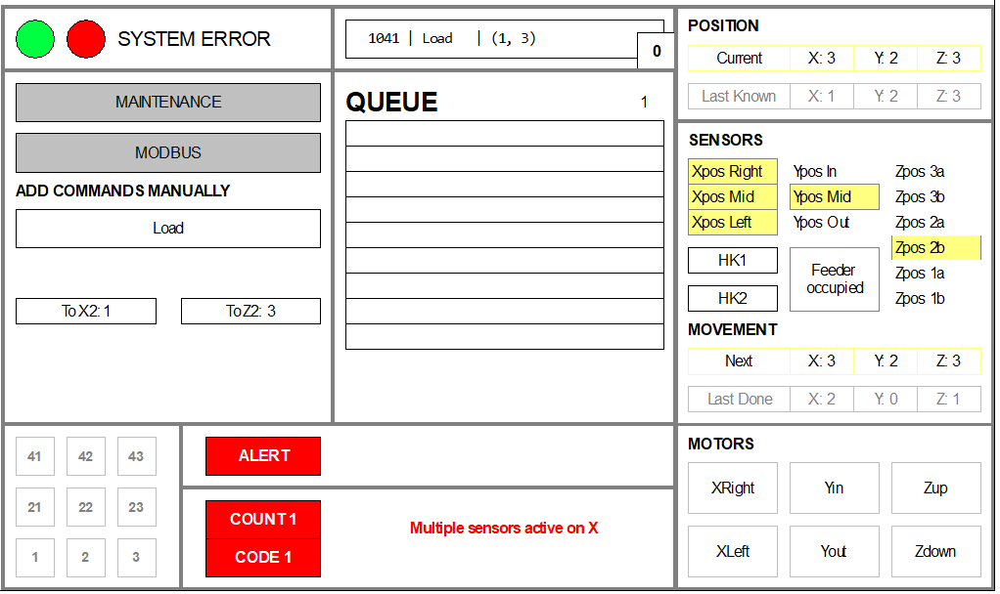 SYSTEM ERROR
1041 | Load | (1, 3)
0
MAINTENANCE
MODBUS
ADD COMMANDS MANUALLY
Load
To X2: 1
To Z2: 3
QUEUE
1
POSITION
Current X: 3 Y: 2 Z: 3
Last Known X: 1 Y: 2 Z: 3
SENSORS
Xpos Right Ypos In Zpos 3a
Xpos Mid Ypos Mid Zpos 3b
Xpos Left Ypos Out Zpos 2a
Zpos 2b
HK1
Feeder
occupied
Zpos 1a
HK2
Zpos 1b
MOVEMENT
Next X: 3 Y: 2 Z: 3
Last Done X: 2 Y: 0 Z: 1
41 42 43
21 22 23
1 2 3
ALERT
COUNT 1
CODE 1
Multiple sensors active on X
MOTORS
XRight Yin Zup
XLeft Yout Zdown